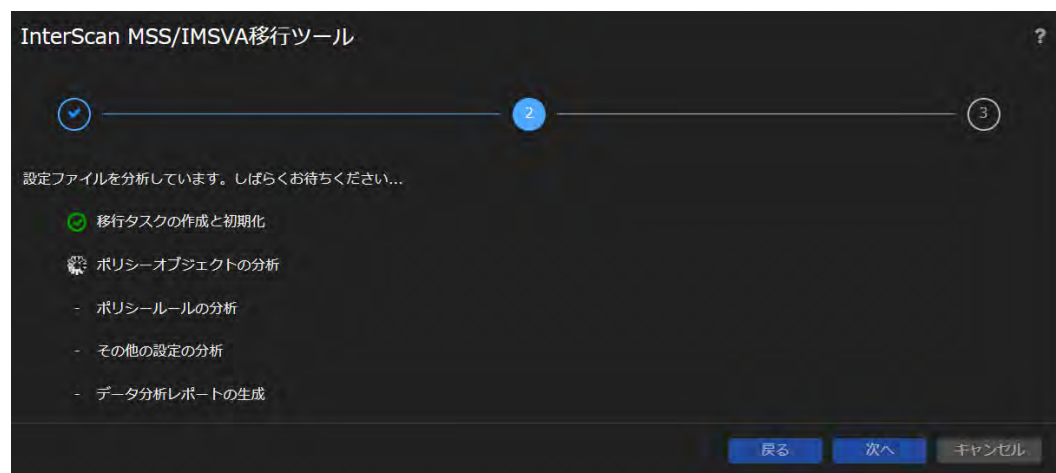 InterScan MSS/IMSVA移行ツール
?
2
3
設定ファイルを分析しています。しばらくお待ちください...
移行タスクの作成と初期化
ポリシーオブジェクトの分析
- ポリシールールの分析
- その他の設定の分析
- データ分析レポートの生成
戻る 次へ キャンセル